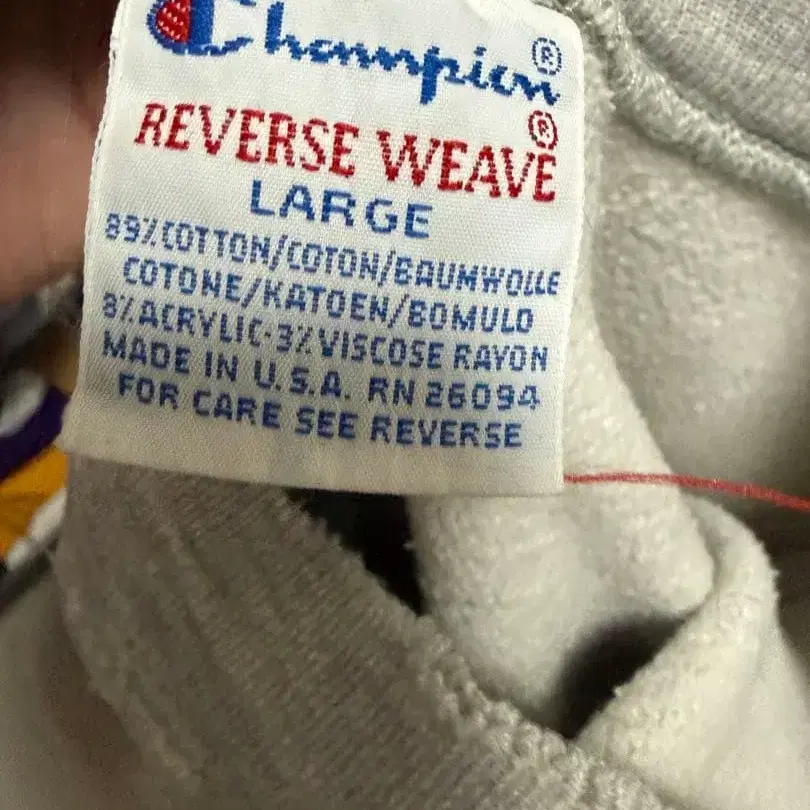 Champion®
REVERSE WEAVE®
LARGE
89% COTTON/COTON/BAUMWOLLE
COTONE/KATOEN/BOMULD
8% ACRYLIC-3% VISCOSE RAYON
MADE IN U.S.A. RN 26094
FOR CARE SEE REVERSE